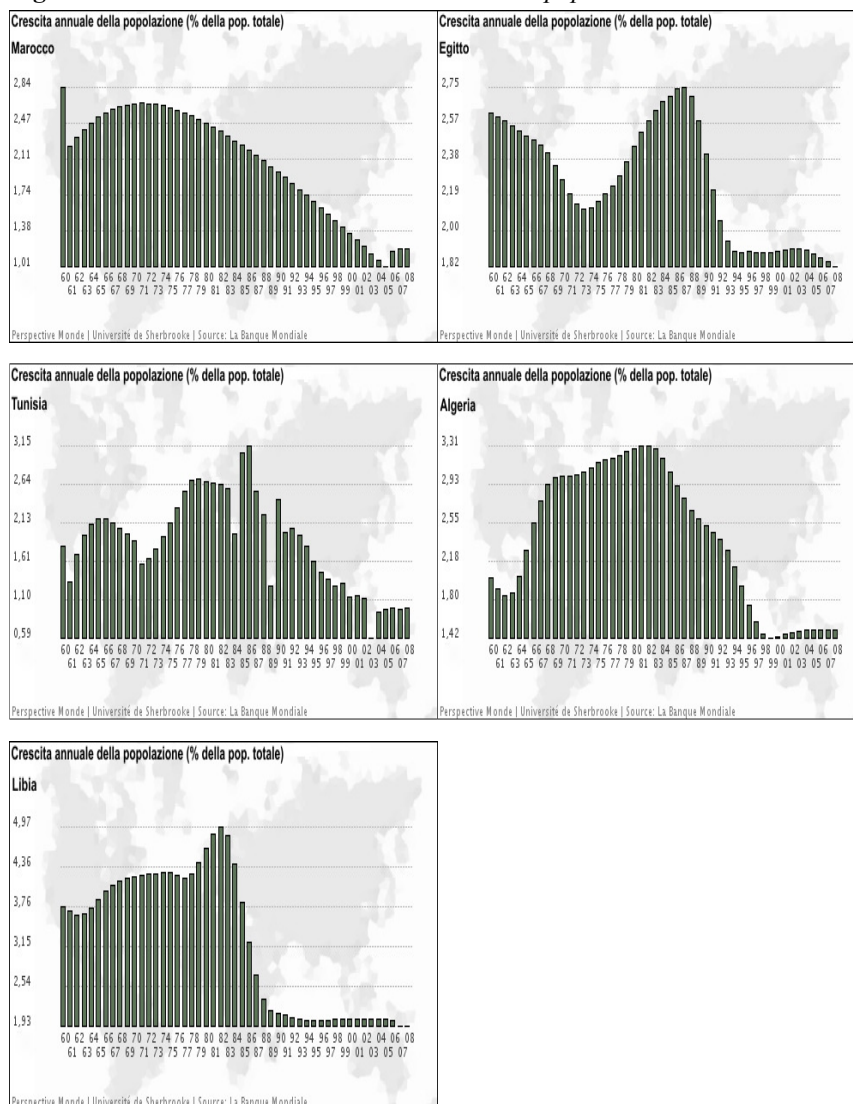 Crescita annuale della popolazione (% della pop. totale)
Marocco
2,84
2,47
2,11
1,74
1,38
1,01
60 62 64 66 68 70 72 74 76 78 80 82 84 86 88 90 92 94 96 98 00 02 04 06 08
61 63 65 67 69 71 73 75 77 79 81 83 85 87 89 91 93 95 97 99 01 03 05 07
Perspective Monde | Université de Sherbrooke | Source: La Banque Mondiale
Crescita annuale della popolazione (% della pop. totale)
Egitto
2,75
2,57
2,38
2,19
2,00
1,82
60 62 64 66 68 70 72 74 76 78 80 82 84 86 88 90 92 94 96 98 00 02 04 06 08
61 63 65 67 69 71 73 75 77 79 81 83 85 87 89 91 93 95 97 99 01 03 05 07
Perspective Monde | Université de Sherbrooke | Source: La Banque Mondiale
Crescita annuale della popolazione (% della pop. totale)
Tunisia
3,15
2,64
2,13
1,61
1,10
0,59
60 62 64 66 68 70 72 74 76 78 80 82 84 86 88 90 92 94 96 98 00 02 04 06 08
61 63 65 67 69 71 73 75 77 79 81 83 85 87 89 91 93 95 97 99 01 03 05 07
Perspective Monde | Université de Sherbrooke | Source: La Banque Mondiale
Crescita annuale della popolazione (% della pop. totale)
Algeria
3,31
2,93
2,55
2,18
1,80
1,42
60 62 64 66 68 70 72 74 76 78 80 82 84 86 88 90 92 94 96 98 00 02 04 06 08
61 63 65 67 69 71 73 75 77 79 81 83 85 87 89 91 93 95 97 99 01 03 05 07
Perspective Monde | Université de Sherbrooke | Source: La Banque Mondiale
Crescita annuale della popolazione (% della pop. totale)
Libia
4,97
4,36
3,76
3,15
2,54
1,93
60 62 64 66 68 70 72 74 76 78 80 82 84 86 88 90 92 94 96 98 00 02 04 06 08
61 63 65 67 69 71 73 75 77 79 81 83 85 87 89 91 93 95 97 99 01 03 05 07
Perspective Monde | Université de Sherbrooke | Source: La Banque Mondiale